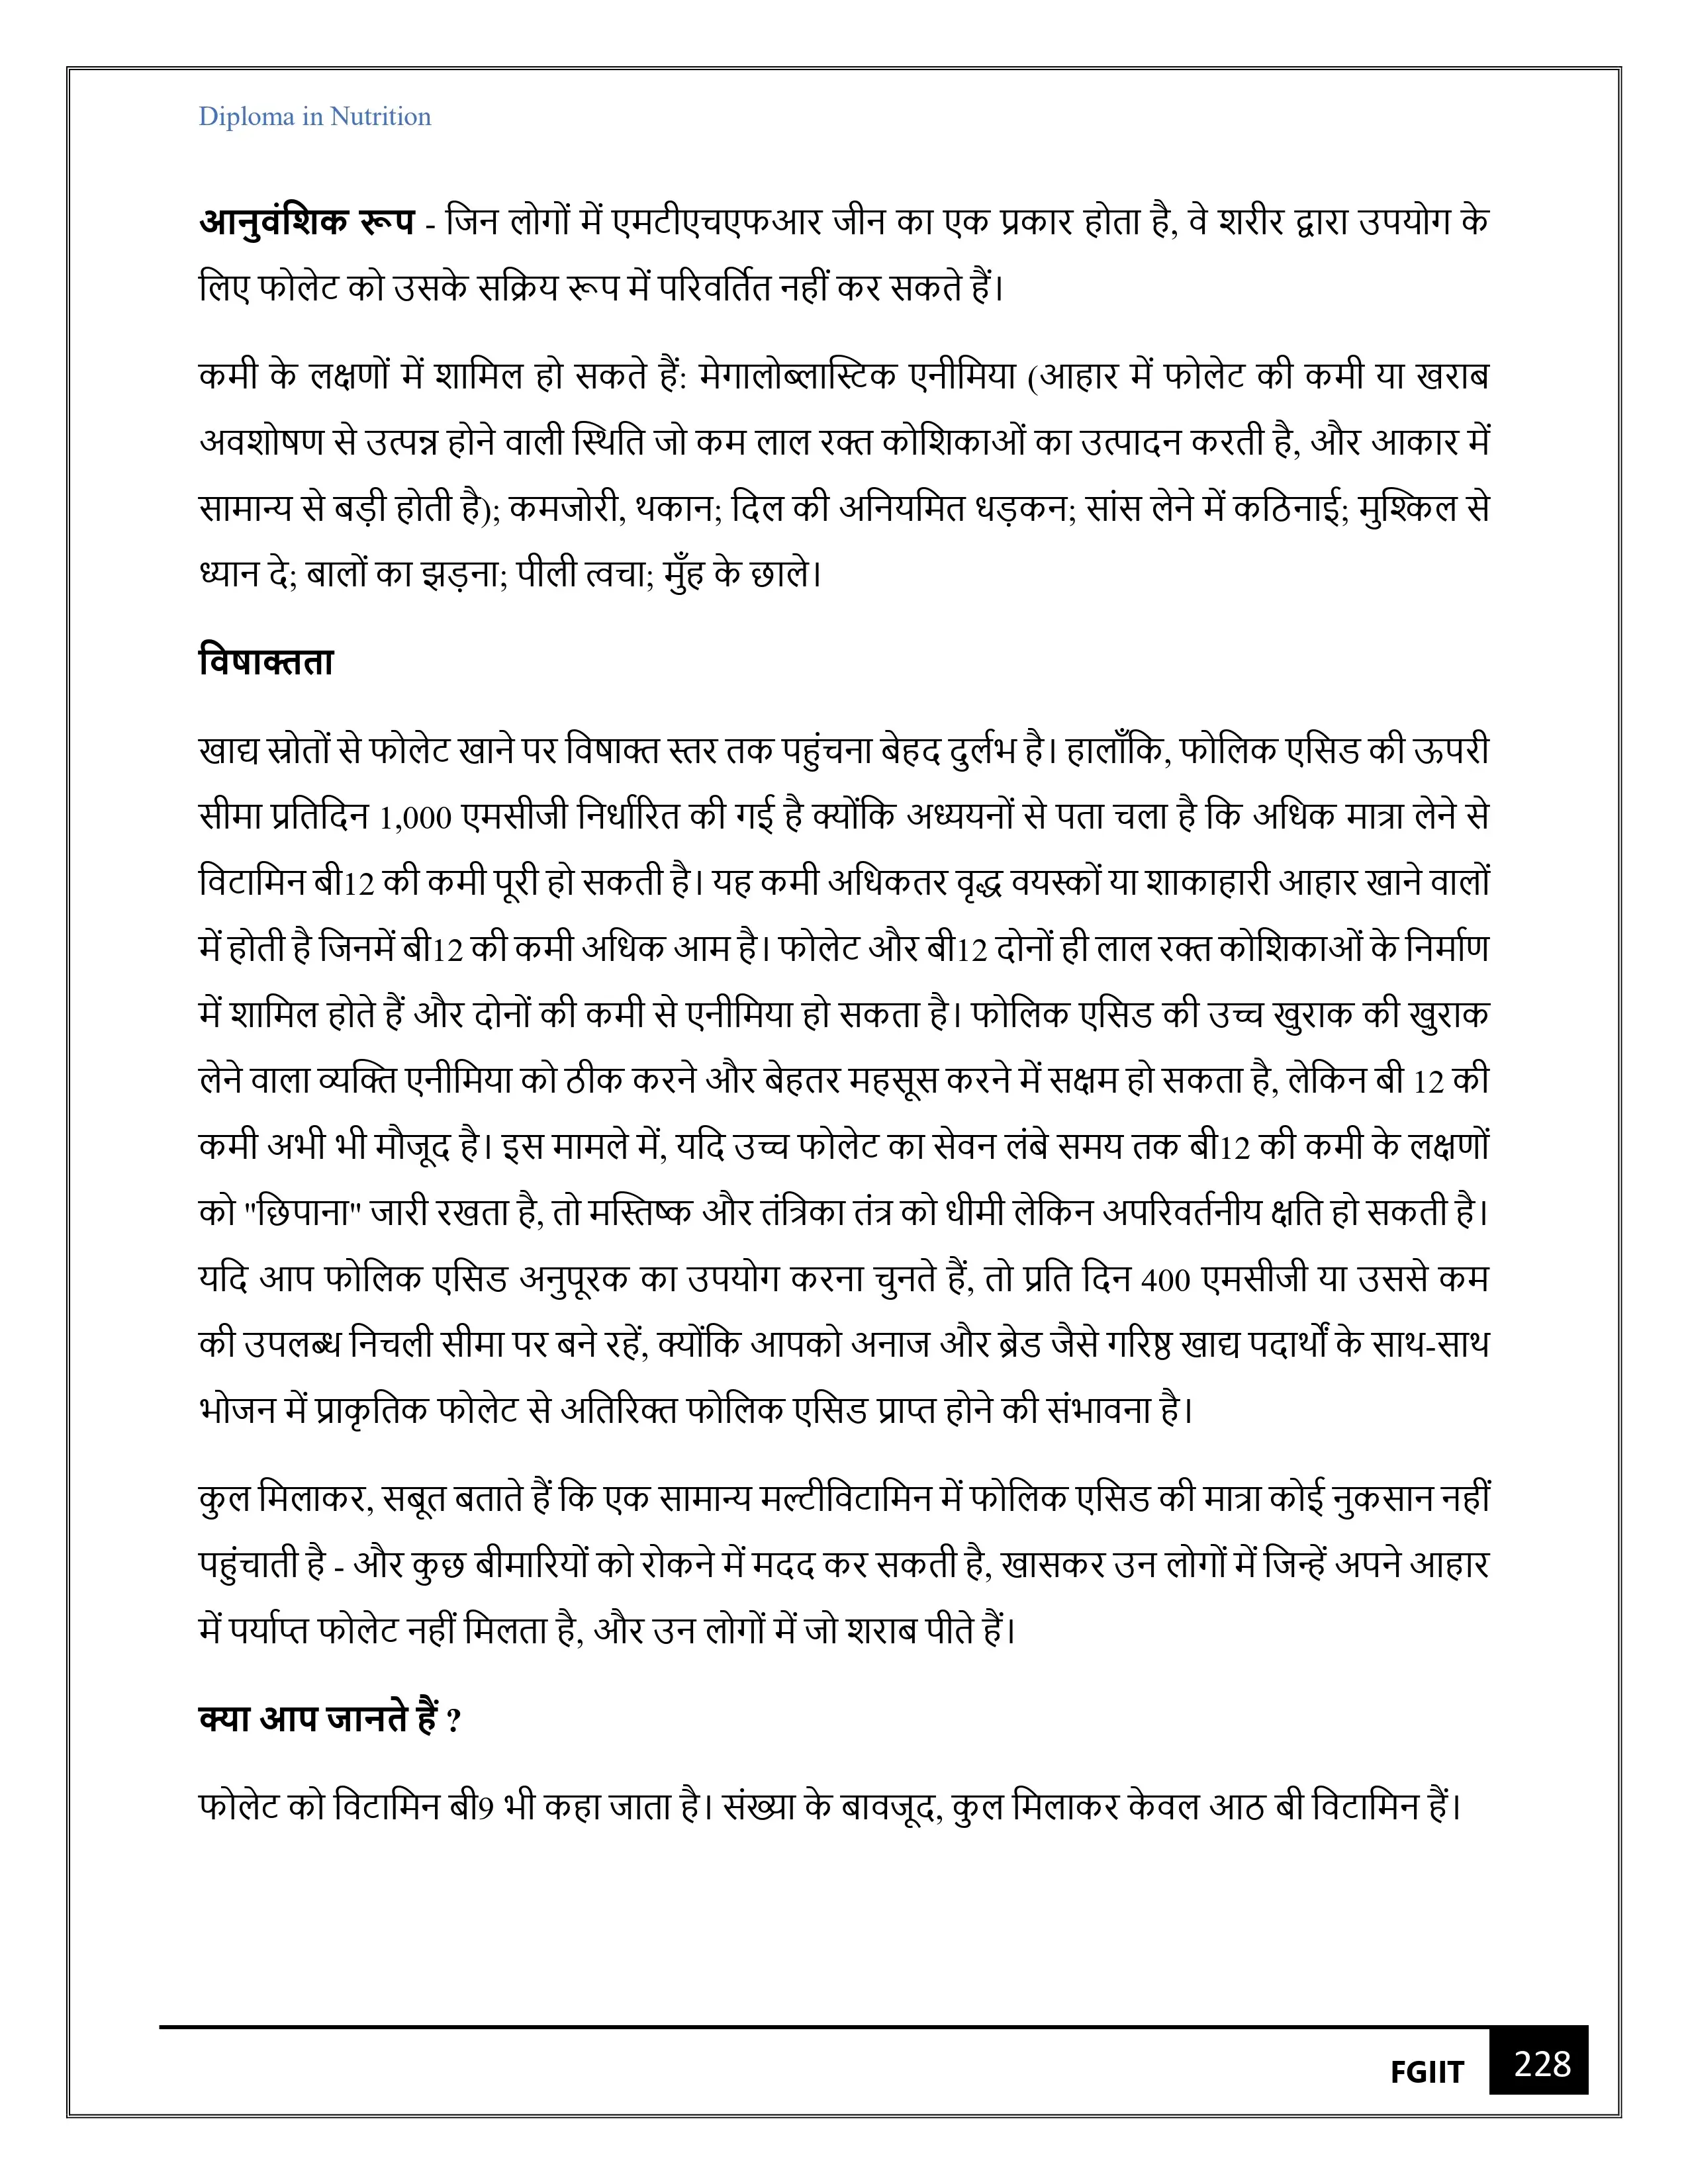 Diploma in Nutrition
आनुवंशिक रूप - जिन लोगों में एमटीएचएफआर जीन का एक प्रकार होता है, वे शरीर द्वारा उपयोग के
लिए फोलेट को उसके सक्रिय रूप में परिवर्तित नहीं कर सकते हैं।
कमी के लक्षणों में शामिल हो सकते हैं: मेगालोब्लास्टिक एनीमिया (आहार में फोलेट की कमी या खराब
अवशोषण से उत्पन्न होने वाली स्थिति जो कम लाल रक्त कोशिकाओं का उत्पादन करती है, और आकार में
सामान्य से बड़ी होती है); कमजोरी, थकान; दिल की अनियमित धड़कन; सांस लेने में कठिनाई; मुश्किल से
ध्यान दे; बालों का झड़ना; पीली त्वचा; मुँह के छाले।
विषाक्तता
खाद्य स्रोतों से फोलेट खाने पर विषाक्त स्तर तक पहुंचना बेहद दुर्लभ है। हालाँकि, फोलिक एसिड की ऊपरी
सीमा प्रतिदिन 1,000 एमसीजी निर्धारित की गई है क्योंकि अध्ययनों से पता चला है कि अधिक मात्रा लेने से
विटामिन बी12 की कमी पूरी हो सकती है। यह कमी अधिकतर वृद्ध वयस्कों या शाकाहारी आहार खाने वालों
में होती है जिनमें बी12 की कमी अधिक आम है। फोलेट और बी12 दोनों ही लाल रक्त कोशिकाओं के निर्माण
में शामिल होते हैं और दोनों की कमी से एनीमिया हो सकता है। फोलिक एसिड की उच्च खुराक की खुराक
लेने वाला व्यक्ति एनीमिया को ठीक करने और बेहतर महसूस करने में सक्षम हो सकता है, लेकिन बी 12 की
कमी अभी भी मौजूद है। इस मामले में, यदि उच्च फोलेट का सेवन लंबे समय तक बी12 की कमी के लक्षणों
को "छिपाना" जारी रखता है, तो मस्तिष्क और तंत्रिका तंत्र को धीमी लेकिन अपरिवर्तनीय क्षति हो सकती है।
यदि आप फोलिक एसिड अनुपूरक का उपयोग करना चुनते हैं, तो प्रति दिन 400 एमसीजी या उससे कम
की उपलब्ध निचली सीमा पर बने रहें, क्योंकि आपको अनाज और ब्रेड जैसे गरिष्ठ खाद्य पदार्थों के साथ-साथ
भोजन में प्राकृतिक फोलेट से अतिरिक्त फोलिक एसिड प्राप्त होने की संभावना है।
कुल मिलाकर, सबूत बताते हैं कि एक सामान्य मल्टीविटामिन में फोलिक एसिड की मात्रा कोई नुकसान नहीं
पहुंचाती है - और कुछ बीमारियों को रोकने में मदद कर सकती है, खासकर उन लोगों में जिन्हें अपने आहार
में पर्याप्त फोलेट नहीं मिलता है, और उन लोगों में जो शराब पीते हैं।
क्या आप जानते हैं ?
फोलेट को विटामिन बी9 भी कहा जाता है। संख्या के बावजूद, कुल मिलाकर केवल आठ बी विटामिन हैं।
FGIIT 228